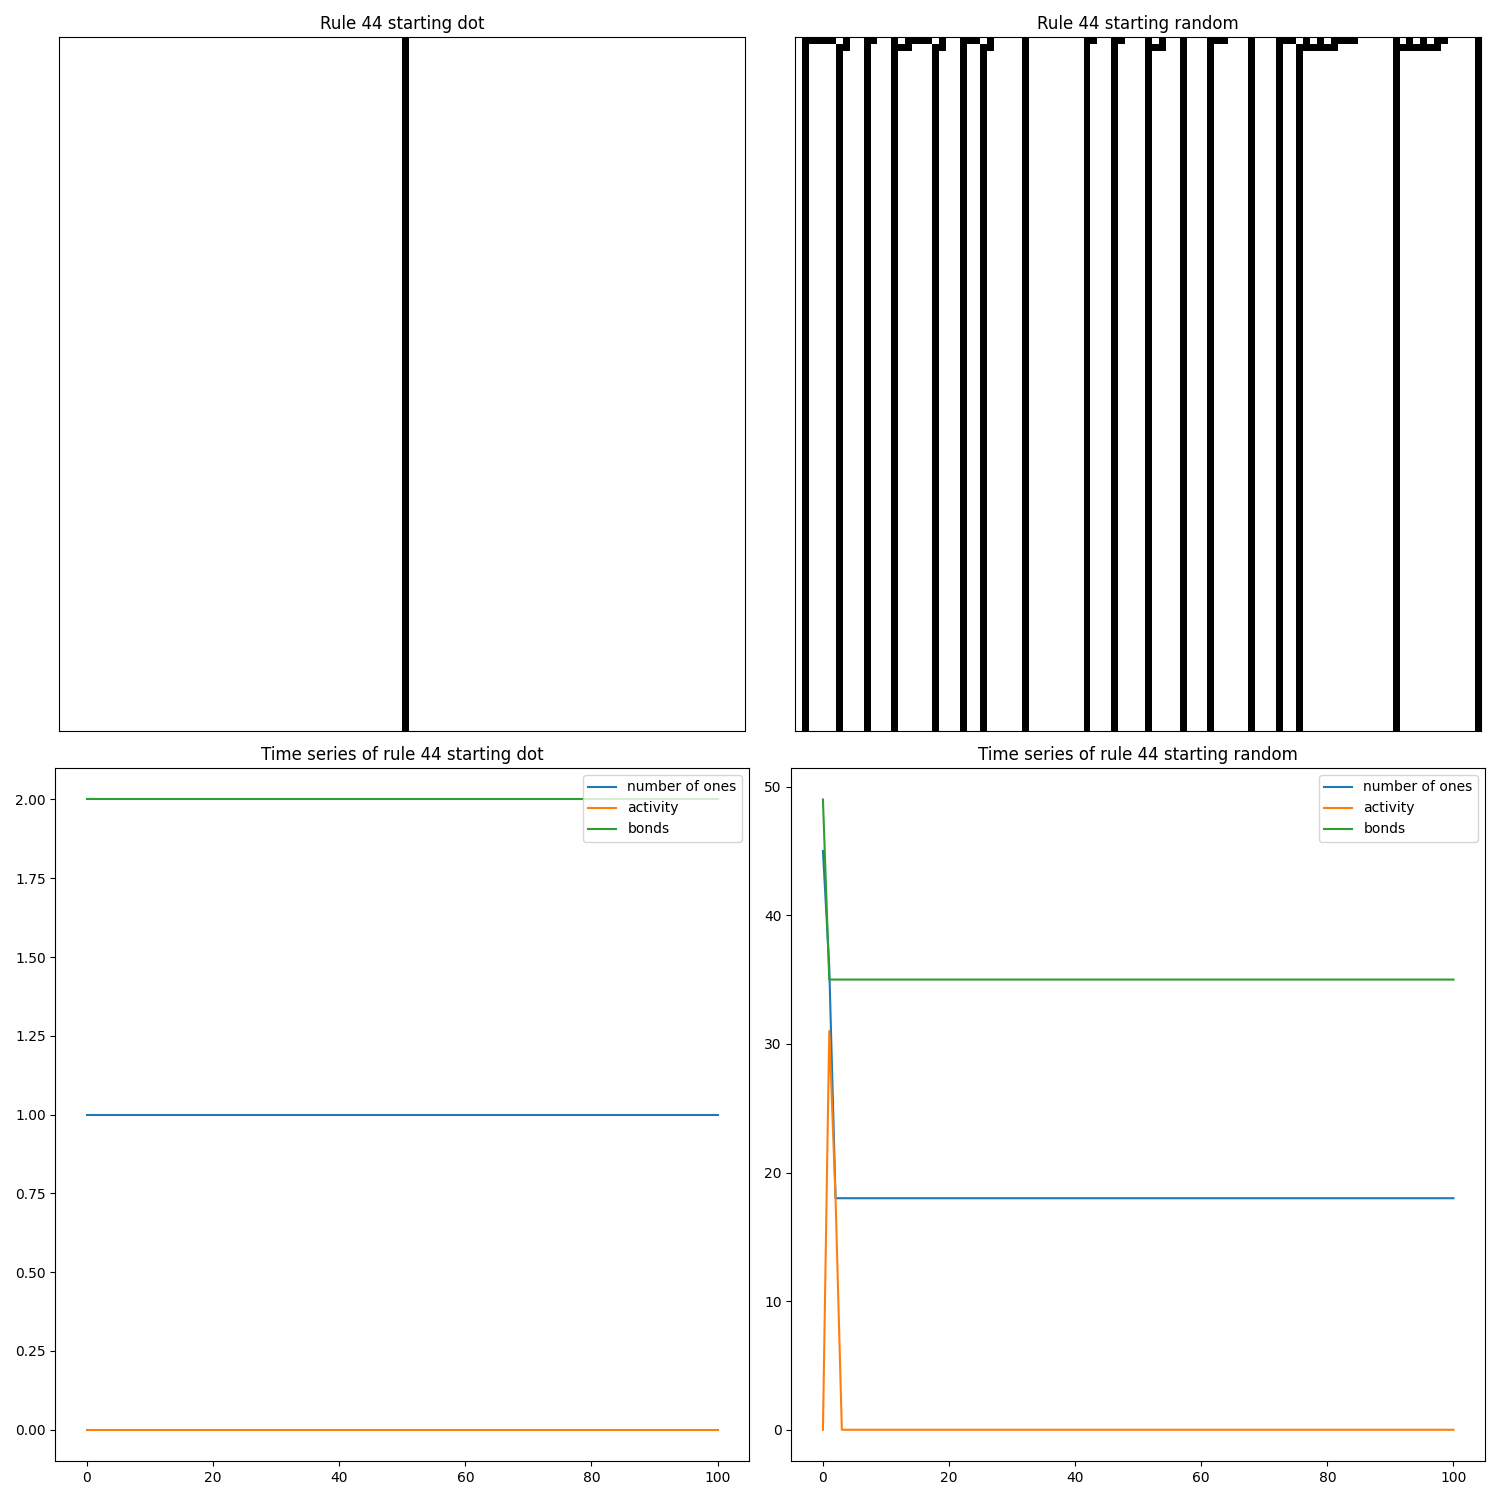 Rule 44 starting dot
Rule 44 starting random
Time series of rule 44 starting dot
number of ones
activity
bonds
2.00
1.75
1.50
1.25
1.00
0.75
0.50
0.25
0.00
0 20 40 60 80 100
Time series of rule 44 starting random
number of ones
activity
bonds
50
40
30
20
10
0
0 20 40 60 80 100